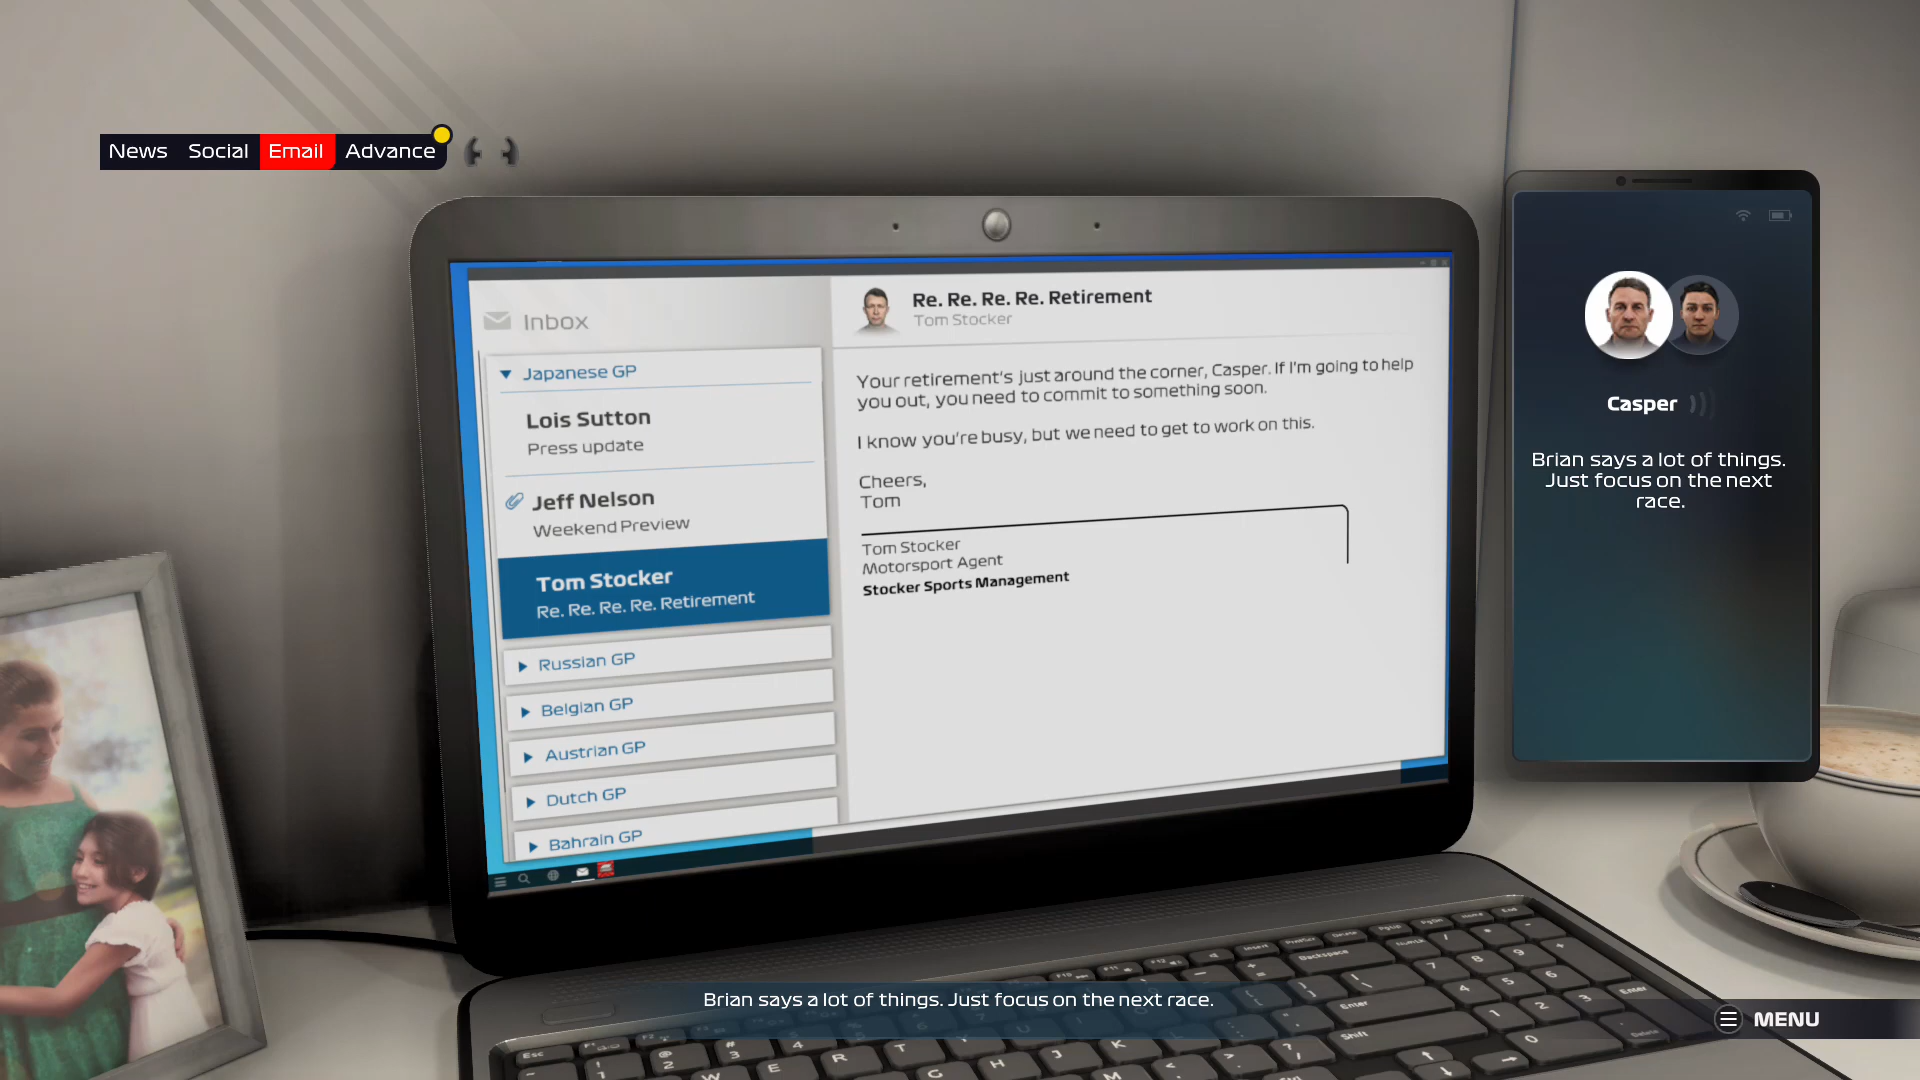 News Social Email Advance
Inbox
Japanese GP
Lois Sutton
Press update
Jeff Nelson
Weekend Preview
Tom Stocker
Re. Re. Re. Re. Retirement
Russian GP
Belgian GP
Austrian GP
Dutch GP
Bahrain GP
Re. Re. Re. Re. Retirement
Tom Stocker
Your retirement's just around the corner, Casper. If I'm going to help
you out, you need to commit to something soon.
I know you're busy, but we need to get to work on this.
Cheers,
Tom
Tom Stocker
Motorsport Agent
Stocker Sports Management
Casper
Brian says a lot of things.
Just focus on the next
race.
Brian says a lot of things. Just focus on the next race.
MENU
Backspace
Enter
Shift
Enter
Esc